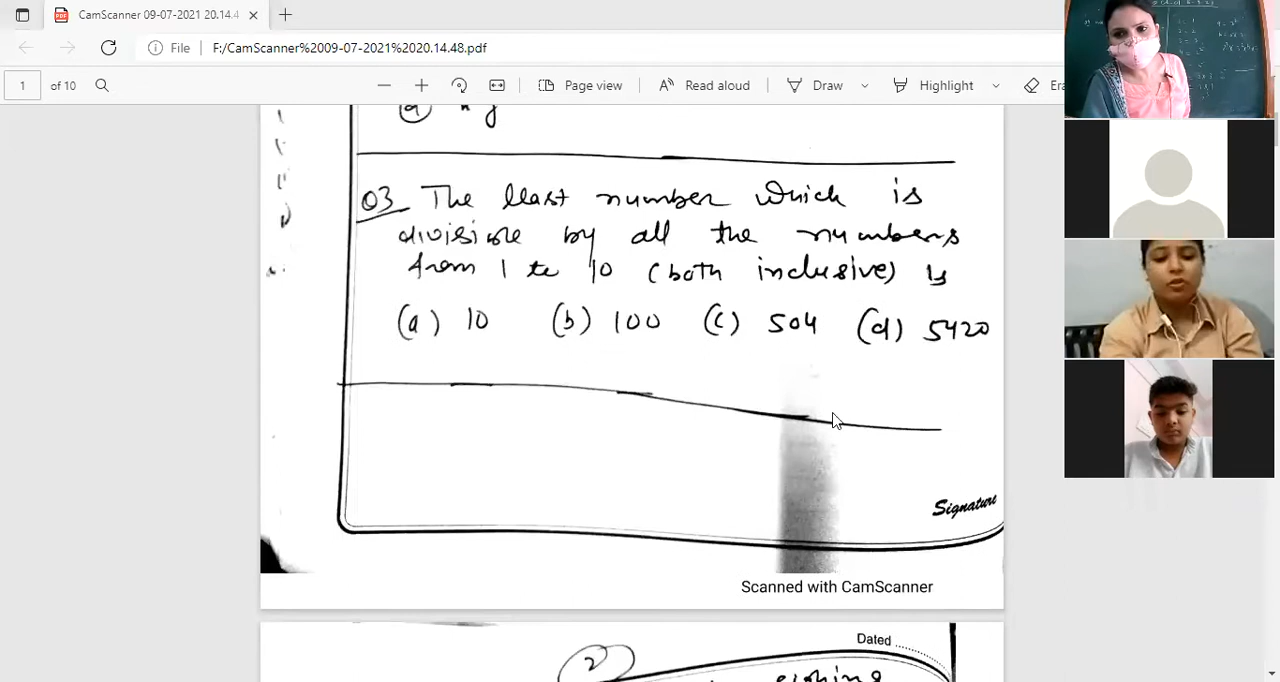 CamScanner 09-07-2021 20.14.4
File F:/CamScanner%2009-07-2021%2020.14.48.pdf
1 of 10 Page view Read aloud Draw Highlight Era
(d) x y
Q3 The least number which is
divisible by all the numbers
from 1 to 10 (both inclusive) is
(a) 10 (b) 100 (c) 504 (d) 5420
Signature
Scanned with CamScanner
Dated
2